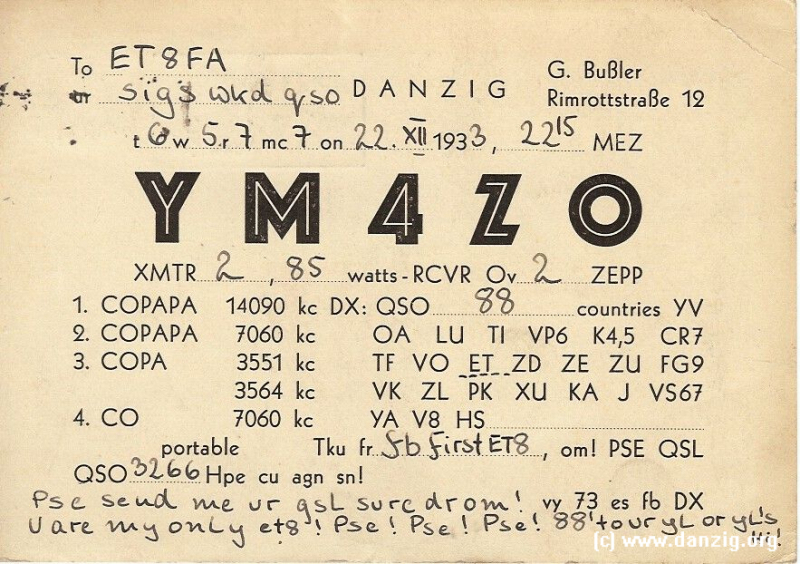 To ET8FA
ur sigs wkd qso DANZIG
G. Bußler
Rimrottstraße 12
t 6 w 5 r 7 mc 7 on 22. XII 1933, 22 15 MEZ
YM4ZO
XMTR 2, 85 watts - RCVR Ov 2 ZEPP
1. COPAPA 14090 kc DX: QSO 88 countries YV
2. COPAPA 7060 kc OA LU TI VP6 K4,5 CR7
3. COPA 3551 kc TF VO ET ZD ZE ZU FG9
3564 kc VK ZL PK XU KA J VS67
4. CO 7060 kc YA V8 HS
portable Tku fr fb first ET8, om! PSE QSL
QSO 3266 Hpe cu agn sn!
Pse send me ur qsL sure drom! vy 73 es fb DX
U are my only et8! Pse! Pse! Pse! 88' to ur yL or yL's
Hi!
(c) www.danzig.org